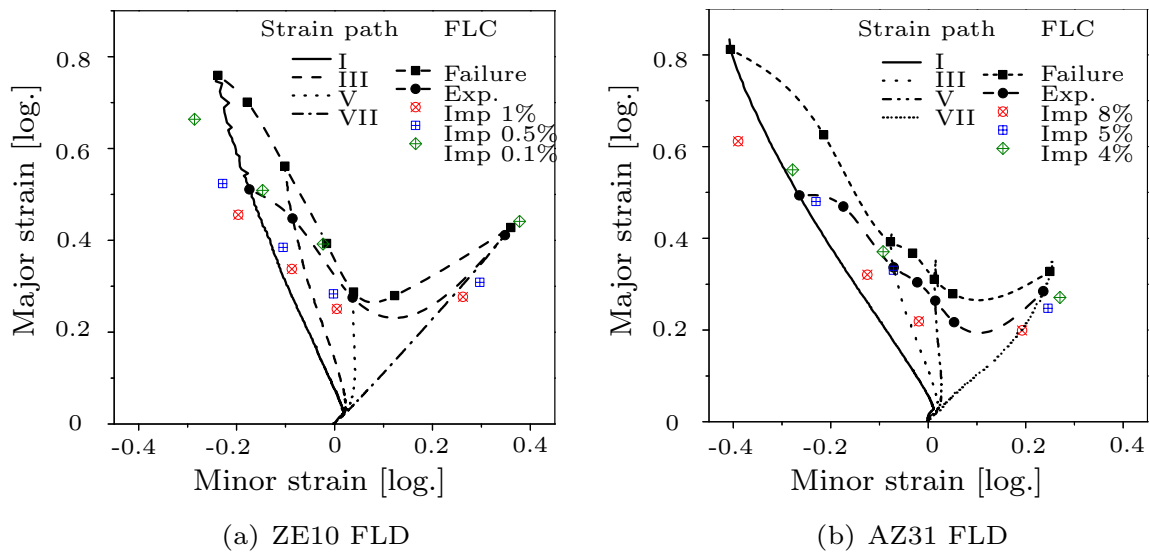 Strain path FLC
I
III
V
VII
Failure
Exp.
Imp 1%
Imp 0.5%
Imp 0.1%
0.8
0.6
0.4
0.2
0
-0.4 -0.2 0 0.2 0.4
Major strain [log.]
Minor strain [log.]
(a) ZE10 FLD
Strain path FLC
I
III
V
VII
Failure
Exp.
Imp 8%
Imp 5%
Imp 4%
0.8
0.6
0.4
0.2
0
-0.4 -0.2 0 0.2 0.4
Major strain [log.]
Minor strain [log.]
(b) AZ31 FLD